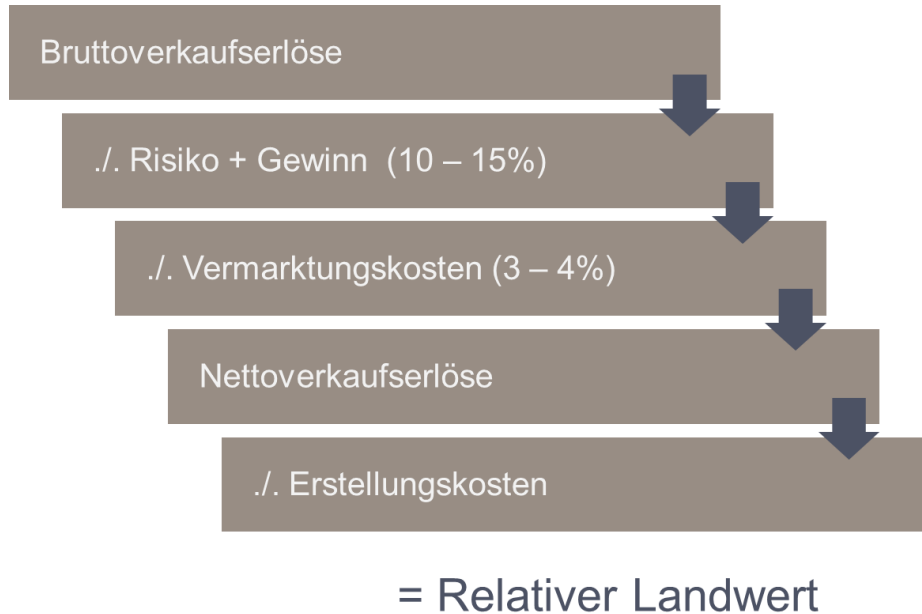 Bruttoverkaufserlöse
./. Risiko + Gewinn (10 – 15%)
./. Vermarktungskosten (3 – 4%)
Nettoverkaufserlöse
./. Erstellungskosten
= Relativer Landwert